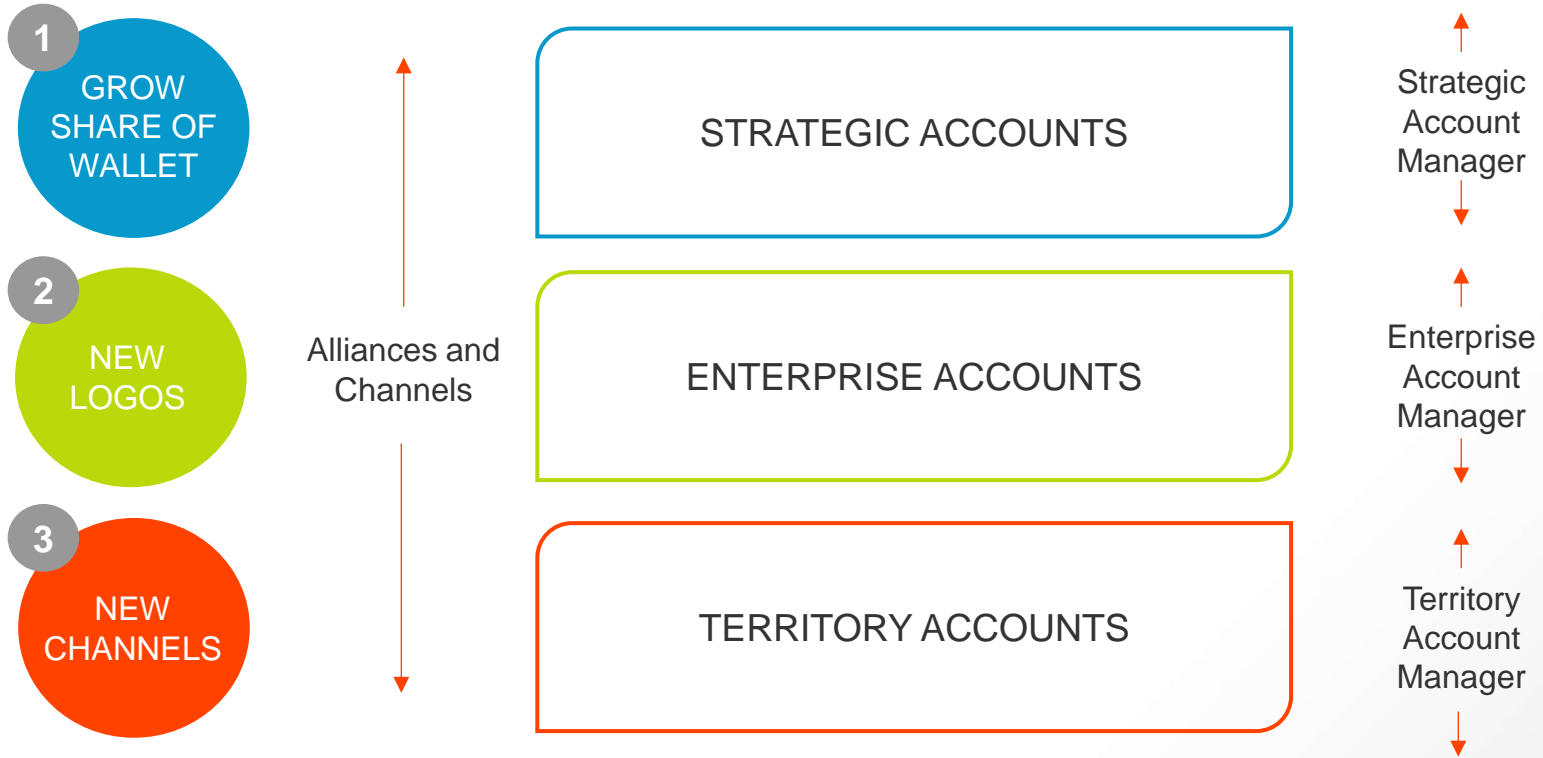 1
GROW
SHARE OF
WALLET
STRATEGIC ACCOUNTS
Strategic
Account
Manager
2
NEW
LOGOS
Alliances and
Channels
ENTERPRISE ACCOUNTS
Enterprise
Account
Manager
3
NEW
CHANNELS
TERRITORY ACCOUNTS
Territory
Account
Manager